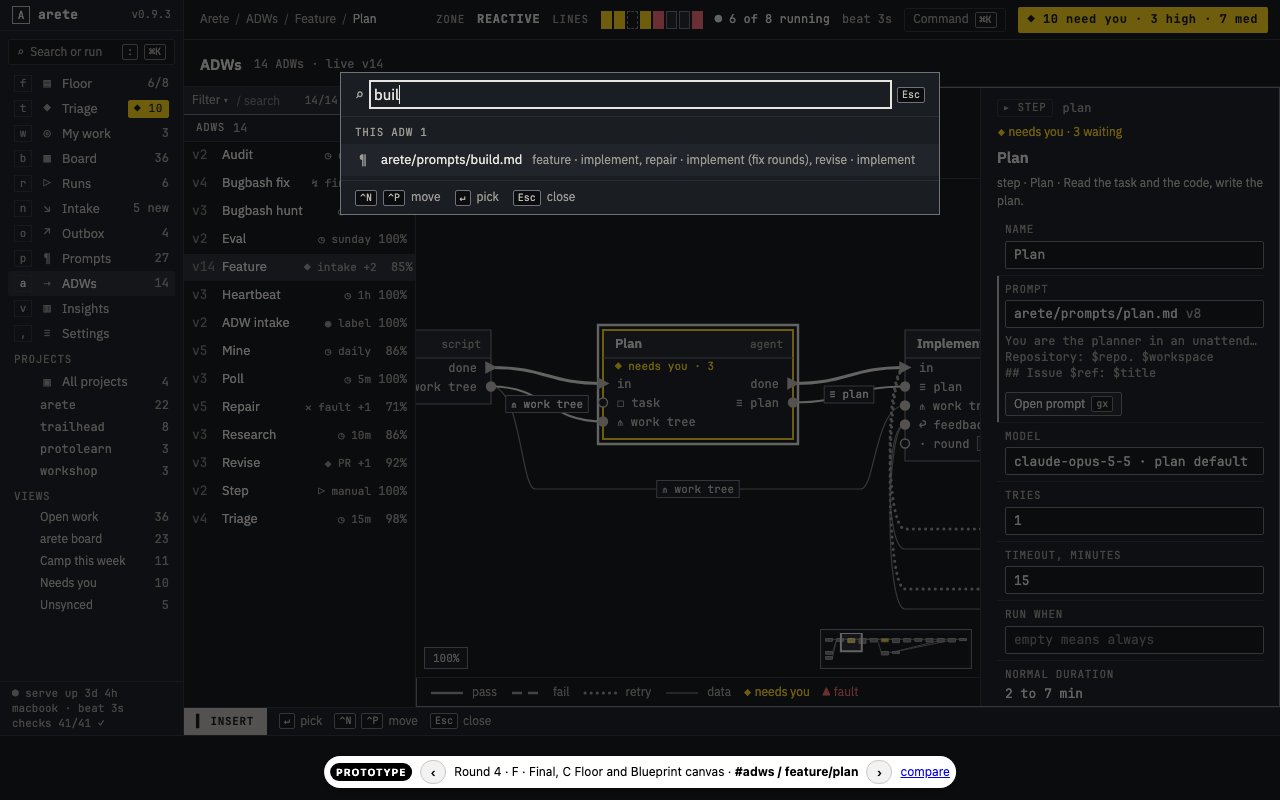 A arete v0.9.3
Search or run : ⌘K
f Floor 6/8
t Triage ◆ 10
w My work 3
b Board 36
r Runs 6
n Intake 5 new
o Outbox 4
p ¶ Prompts 27
a → ADWs 14
v Insights
, Settings
PROJECTS
All projects 4
arete 22
trailhead 8
protolearn 3
workshop 3
VIEWS
Open work 36
arete board 23
Camp this week 11
Needs you 10
Unsynced 5
● serve up 3d 4h
macbook · beat 3s
checks 41/41 ✓
Arete / ADWs / Feature / Plan
ZONE REACTIVE LINES ● 6 of 8 running beat 3s Command ⌘K ◆ 10 need you · 3 high · 7 med
ADWs 14 ADWs · live v14
Filter ▾ / search 14/14
ADWS 14
v2 Audit
v4 Bugbash fix
v3 Bugbash hunt
v2 Eval sunday 100%
v14 Feature ◆ intake +2 85%
v3 Heartbeat 1h 100%
v2 ADW intake ● label 100%
v5 Mine daily 86%
v3 Poll 5m 100%
v5 Repair × fault +1 71%
v3 Research 10m 86%
v3 Revise ◆ PR +1 92%
v2 Step ▷ manual 100%
v4 Triage 15m 98%
buil Esc
THIS ADW 1
¶ arete/prompts/build.md feature · implement, repair · implement (fix rounds), revise · implement
^N ^P move ↵ pick Esc close
script
done
work tree
work tree
Plan agent
◆ needs you · 3
in done
task ≡ plan
work tree
≡ plan
work tree
in
≡ plan
feedbac
· round
100%
pass fail retry data ◆ needs you ▲ fault
▸ STEP plan
◆ needs you · 3 waiting
Plan
step · Plan · Read the task and the code, write the
plan.
NAME
Plan
PROMPT
arete/prompts/plan.md v8
You are the planner in an unattend…
Repository: $repo. $workspace
## Issue $ref: $title
Open prompt gx
MODEL
claude-opus-5-5 · plan default
TRIES
1
TIMEOUT, MINUTES
15
RUN WHEN
empty means always
NORMAL DURATION
2 to 7 min
INSERT ↵ pick ^N ^P move Esc close
PROTOTYPE ‹ Round 4 · F · Final, C Floor and Blueprint canvas · #adws / feature/plan › compare